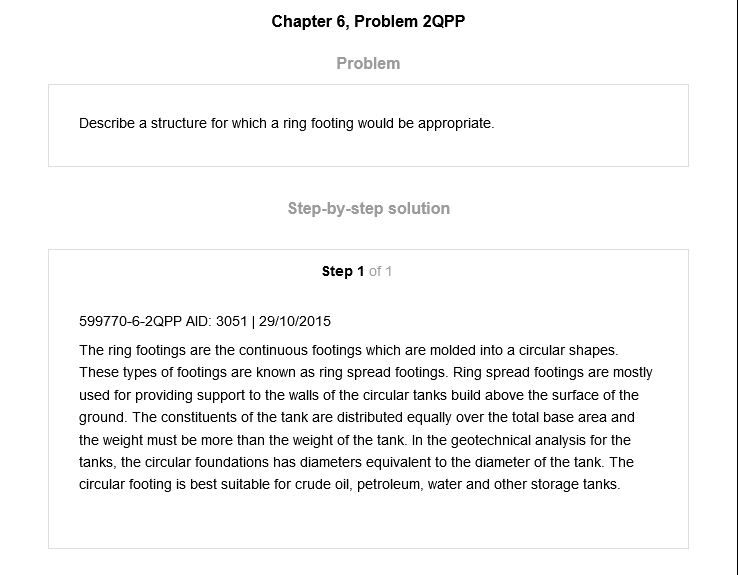 Chapter 6, Problem 2QPP
Problem
Describe a structure for which a ring footing would be appropriate.
Step-by-step solution
Step 1 of 1
599770-6-2QPP AID: 3051 | 29/10/2015
The ring footings are the continuous footings which are molded into a circular shapes.
These types of footings are known as ring spread footings. Ring spread footings are mostly
used for providing support to the walls of the circular tanks build above the surface of the
ground. The constituents of the tank are distributed equally over the total base area and
the weight must be more than the weight of the tank. In the geotechnical analysis for the
tanks, the circular foundations has diameters equivalent to the diameter of the tank. The
circular footing is best suitable for crude oil, petroleum, water and other storage tanks.